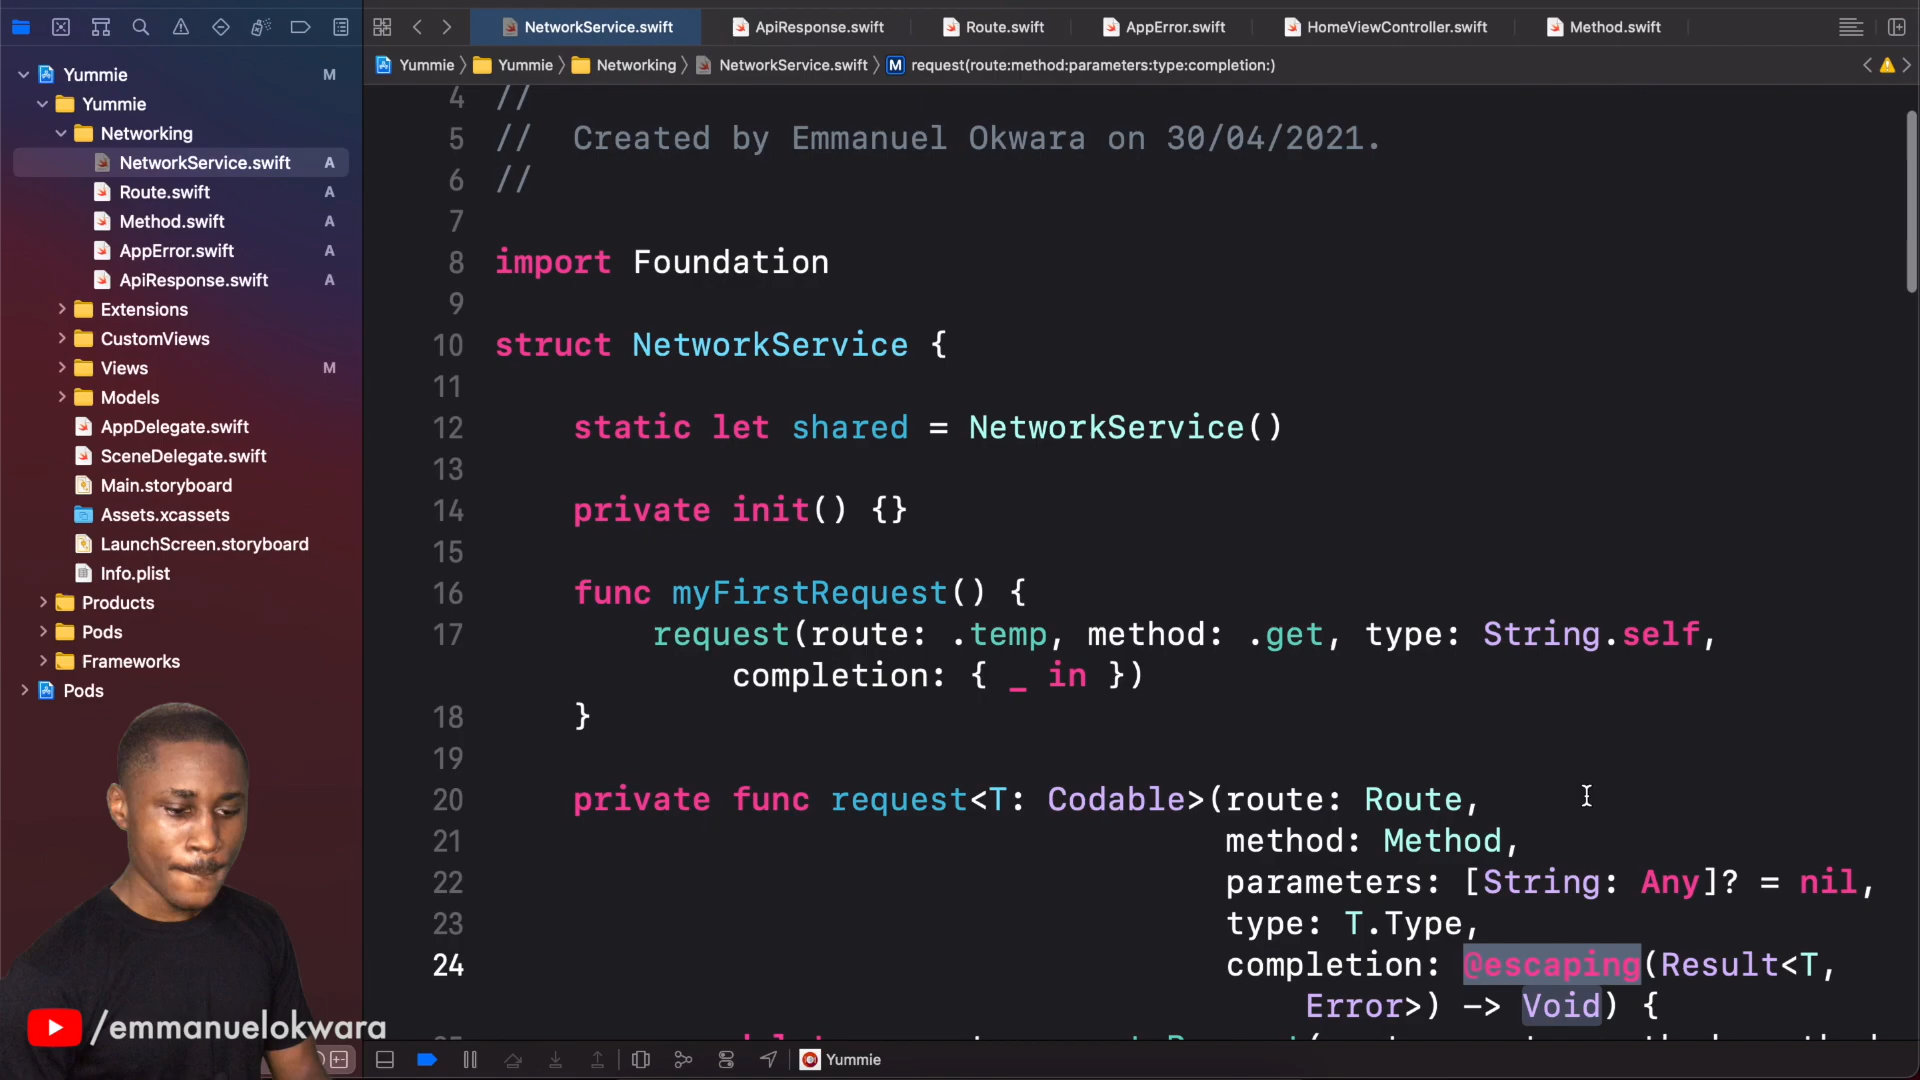 NetworkService.swift
ApiResponse.swift
Route.swift
AppError.swift
HomeViewController.swift
Method.swift
Yummie
Yummie
Networking
NetworkService.swift
M
request(route:method:parameters:type:completion:)
Yummie M
Yummie
Networking
NetworkService.swift A
Route.swift A
Method.swift A
AppError.swift A
ApiResponse.swift A
Extensions
CustomViews
Views M
Models
AppDelegate.swift
SceneDelegate.swift
Main.storyboard
Assets.xcassets
LaunchScreen.storyboard
Info.plist
Products
Pods
Frameworks
Pods
4 //
5 //  Created by Emmanuel Okwara on 30/04/2021.
6 //
7
8 import Foundation
9
10 struct NetworkService {
11
12 static let shared = NetworkService()
13
14 private init() {}
15
16 func myFirstRequest() {
17 request(route: .temp, method: .get, type: String.self,
completion: { _ in })
18 }
19
20 private func request<T: Codable>(route: Route,
21 method: Method,
22 parameters: [String: Any]? = nil,
23 type: T.Type,
24 completion: @escaping(Result<T,
Error>) -> Void) {
/emmanuelokwara
Yummie